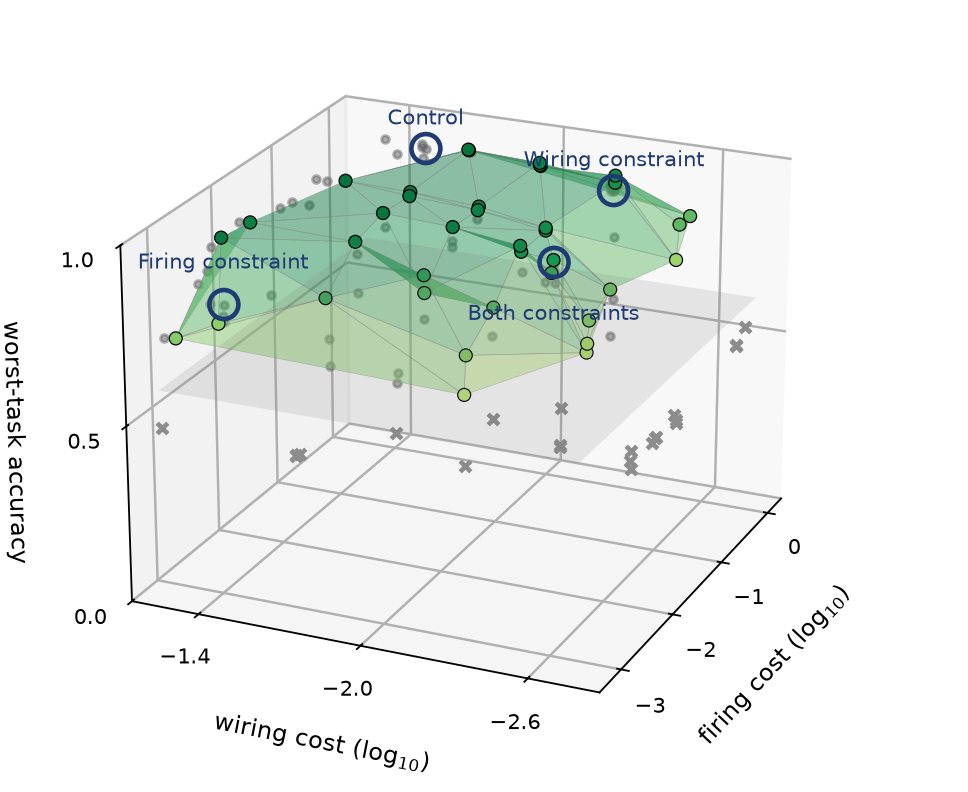 Control
Wiring constraint
Firing constraint
Both constraints
1.0
0.5
0.0
worst-task accuracy
−1.4
−2.0
−2.6
wiring cost (log₁₀)
0
−1
−2
−3
firing cost (log₁₀)